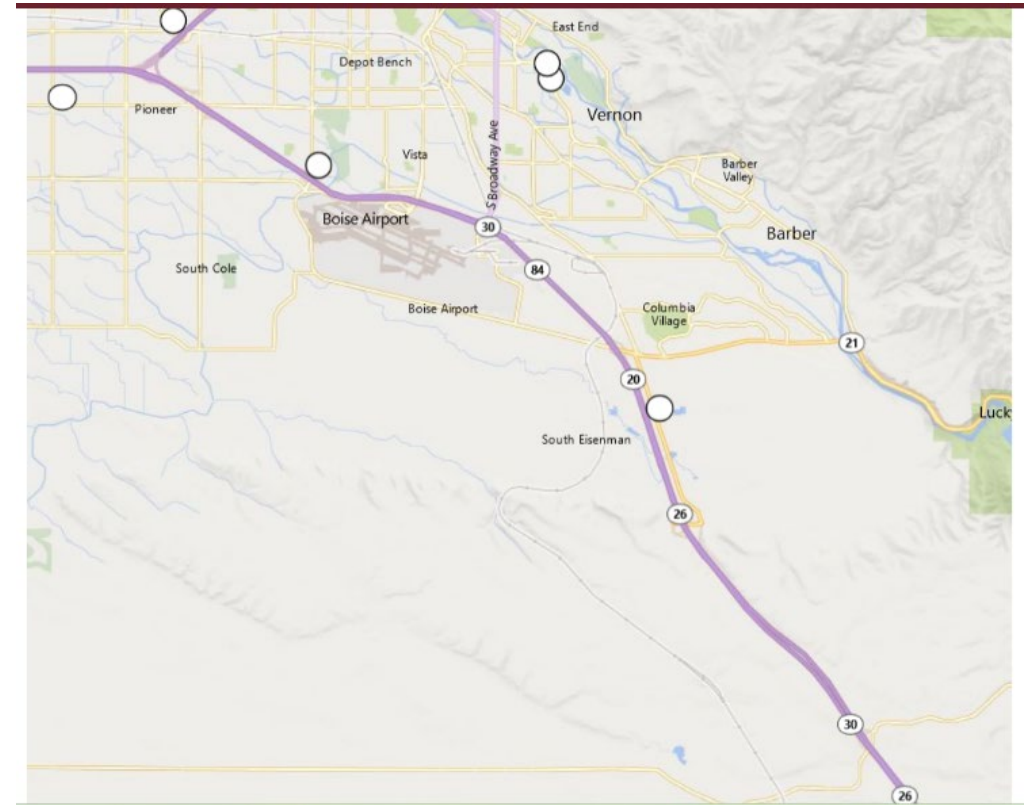 East End
Depot Bench
Pioneer
Vernon
S Broadway Ave
Vista
Barber
Valley
Boise Airport
30
Barber
South Cole
84
Boise Airport
Columbia
Village
21
20
Luck
South Eisenman
26
30
26